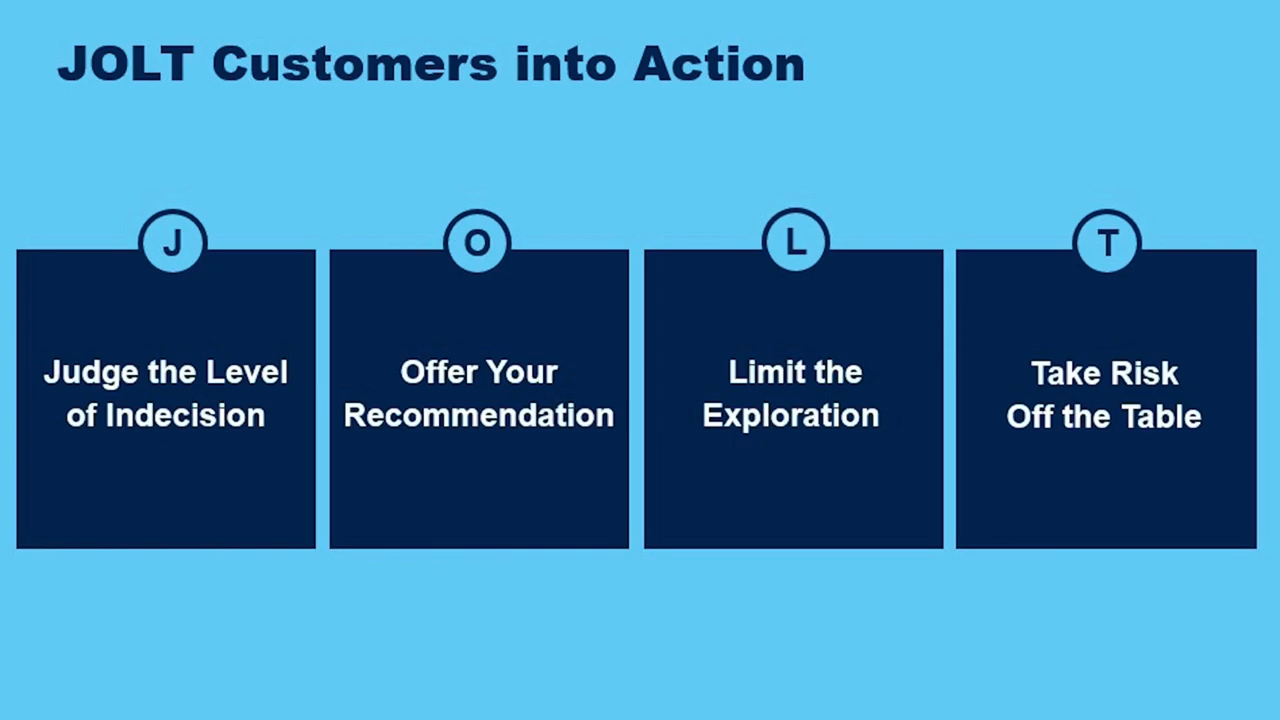 JOLT Customers into Action
J
Judge the Level
of Indecision
O
Offer Your
Recommendation
L
Limit the
Exploration
T
Take Risk
Off the Table